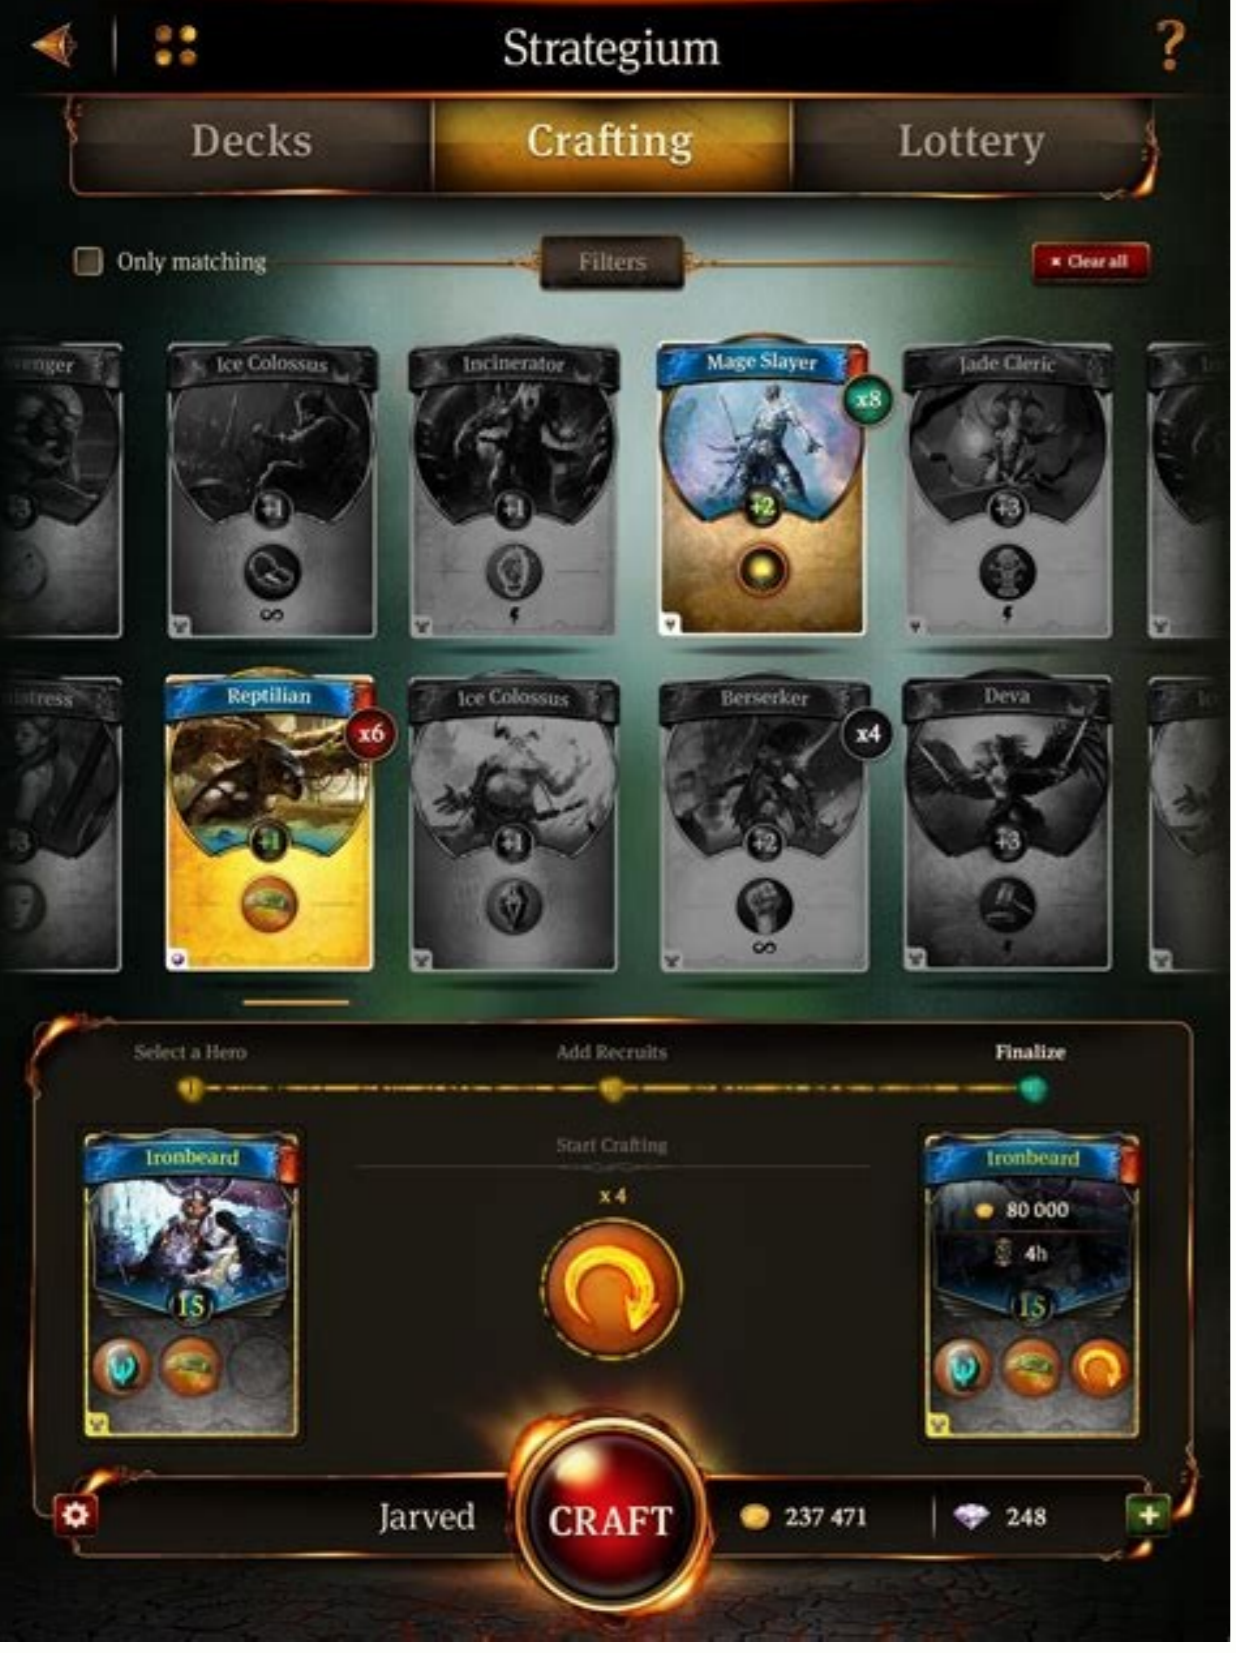 Strategium
?
Decks
Crafting
Lottery
Only matching
Filters
× Clear all
enger
Ice Colossus
Incinerator
Mage Slayer
Jade Cleric
x8
+1
+1
+2
+3
∞
Reptilian
Ice Colossus
Berserker
Deva
x6
x4
+1
+1
+2
+3
∞
Select a Hero
Add Recruits
Finalize
Ironbeard
Start Crafting
Ironbeard
x 4
80 000
4h
15
15
Jarved
CRAFT
237 471
248
+